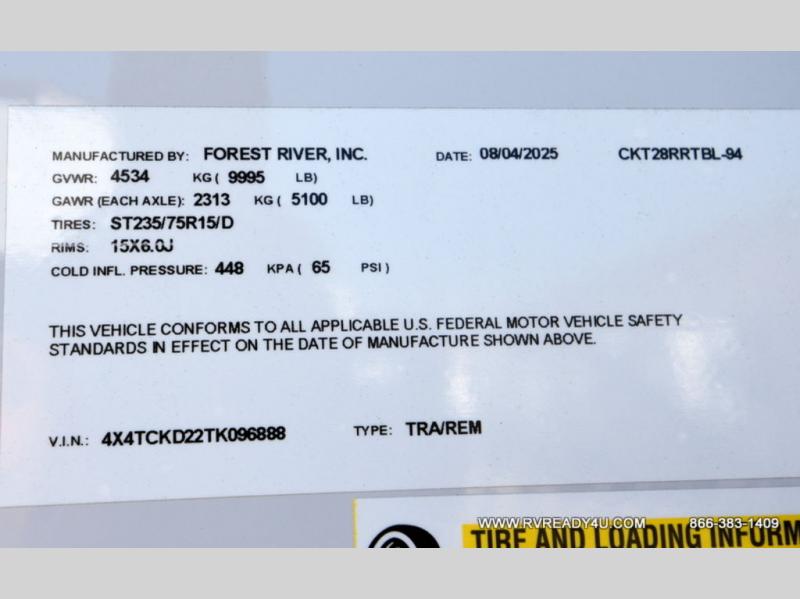 MANUFACTURED BY: FOREST RIVER, INC. DATE: 08/04/2025 CKT28RRTBL-94
GVWR: 4534 KG ( 9995 LB)
GAWR (EACH AXLE): 2313 KG ( 5100 LB)
TIRES: ST235/75R15/D
RIMS: 15X6.0J
COLD INFL. PRESSURE: 448 KPA ( 65 PSI )
THIS VEHICLE CONFORMS TO ALL APPLICABLE U.S. FEDERAL MOTOR VEHICLE SAFETY
STANDARDS IN EFFECT ON THE DATE OF MANUFACTURE SHOWN ABOVE.
V.I.N.: 4X4TCKD22TK096888 TYPE: TRA/REM
WWW.RVREADY4U.COM 866-383-1409
TIRE AND LOADING INFORM